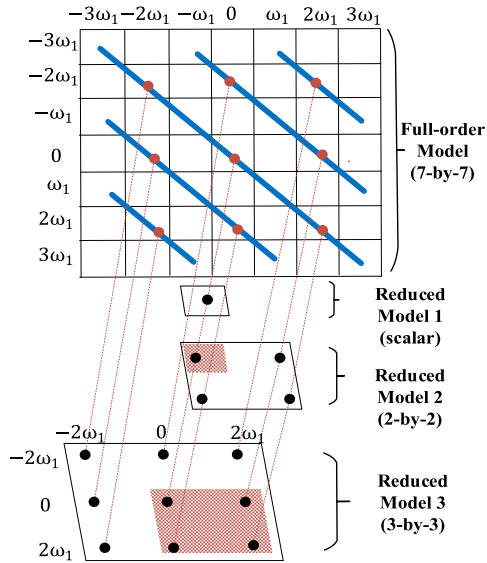 −3ω₁ −2ω₁ −ω₁ 0 ω₁ 2ω₁ 3ω₁
−3ω₁
−2ω₁
−ω₁
0
ω₁
2ω₁
3ω₁
Full-order
Model
(7-by-7)
Reduced
Model 1
(scalar)
Reduced
Model 2
(2-by-2)
−2ω₁ 0 2ω₁
−2ω₁
0
2ω₁
Reduced
Model 3
(3-by-3)